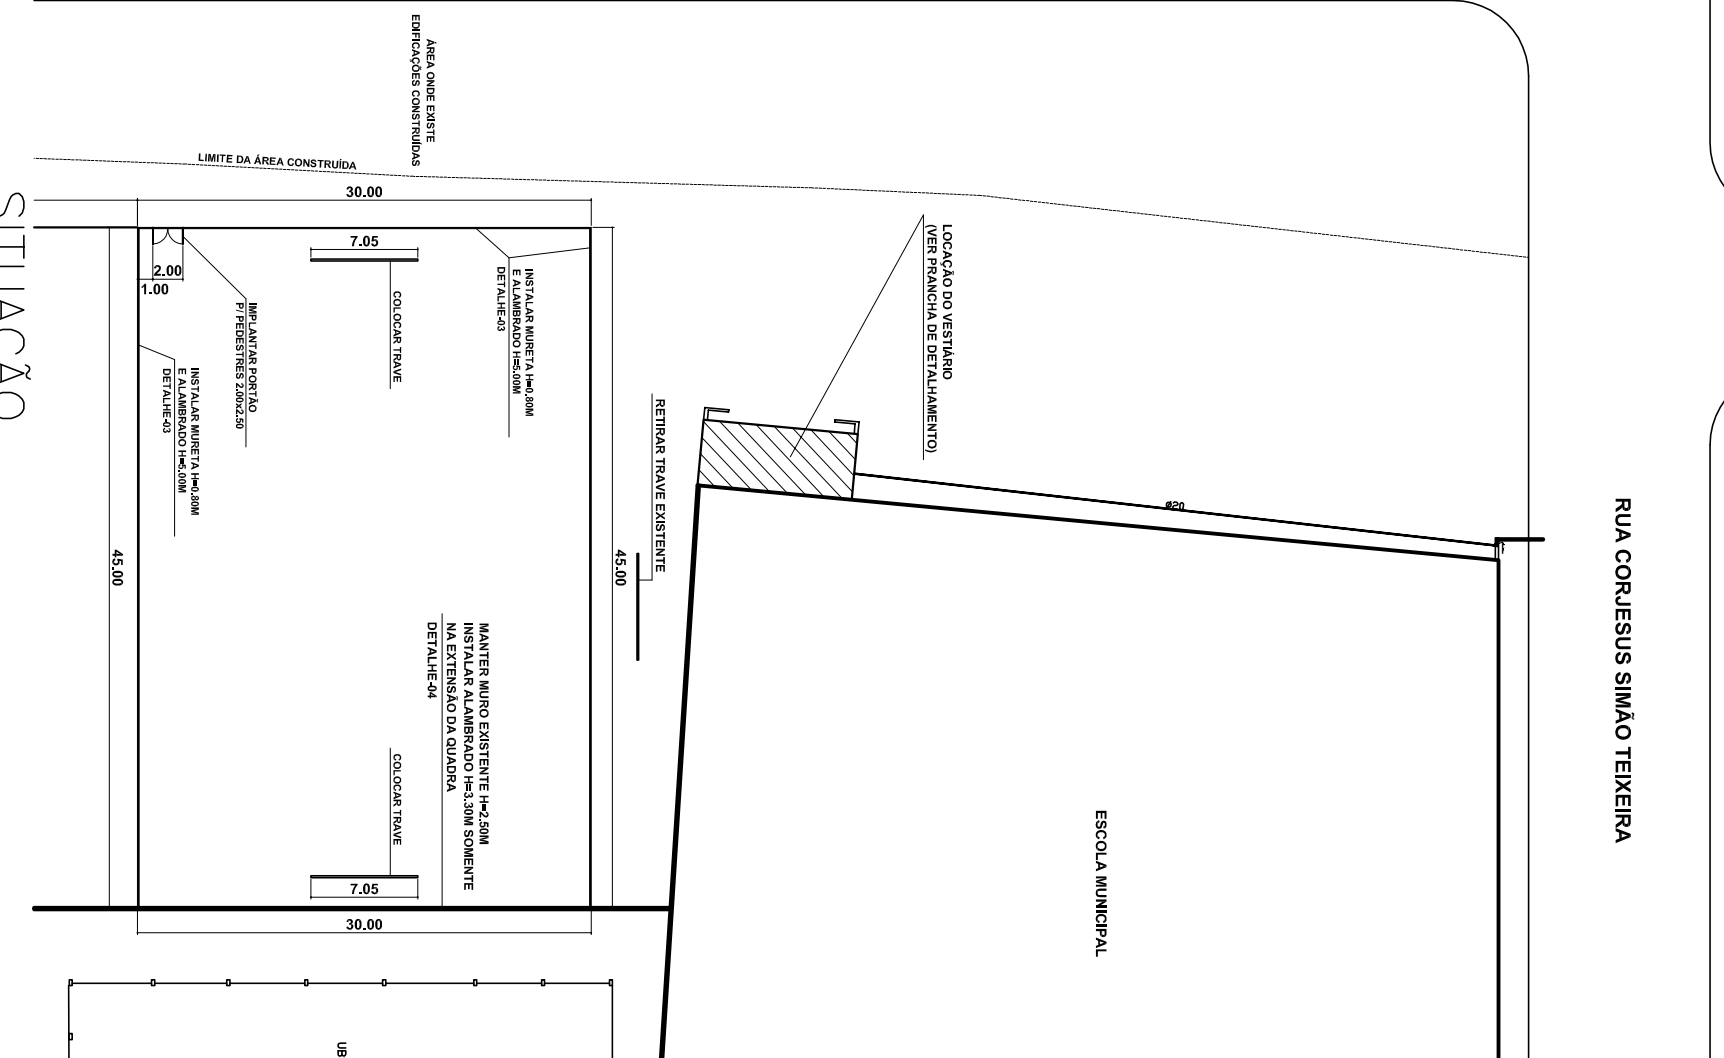 ÁREA ONDE EXISTE
EDIFICAÇÕES CONSTRUÍDAS
LIMITE DA ÁREA CONSTRUÍDA
30.00
7.05
2.00
1.00
COLOCAR TRAVE
INSTALAR MURETA H=0.80M
E ALAMBRADO H=5.00M
DETALHE-03
IMPLANTAR PORTÃO
P/ PEDESTRES 2.00x2.50
INSTALAR MURETA H=0.80M
E ALAMBRADO H=5.00M
DETALHE-03
LOCAÇÃO DO VESTIÁRIO
(VER PRANCHA DE DETALHAMENTO)
RETIRAR TRAVE EXISTENTE
45.00
45.00
MANTER MURO EXISTENTE H=2.50M
INSTALAR ALAMBRADO H=3.30M SOMENTE
NA EXTENSÃO DA QUADRA
DETALHE-04
COLOCAR TRAVE
7.05
30.00
ø20
ESCOLA MUNICIPAL
RUA CORJESUS SIMÃO TEIXEIRA
SITUAÇÃO
UB